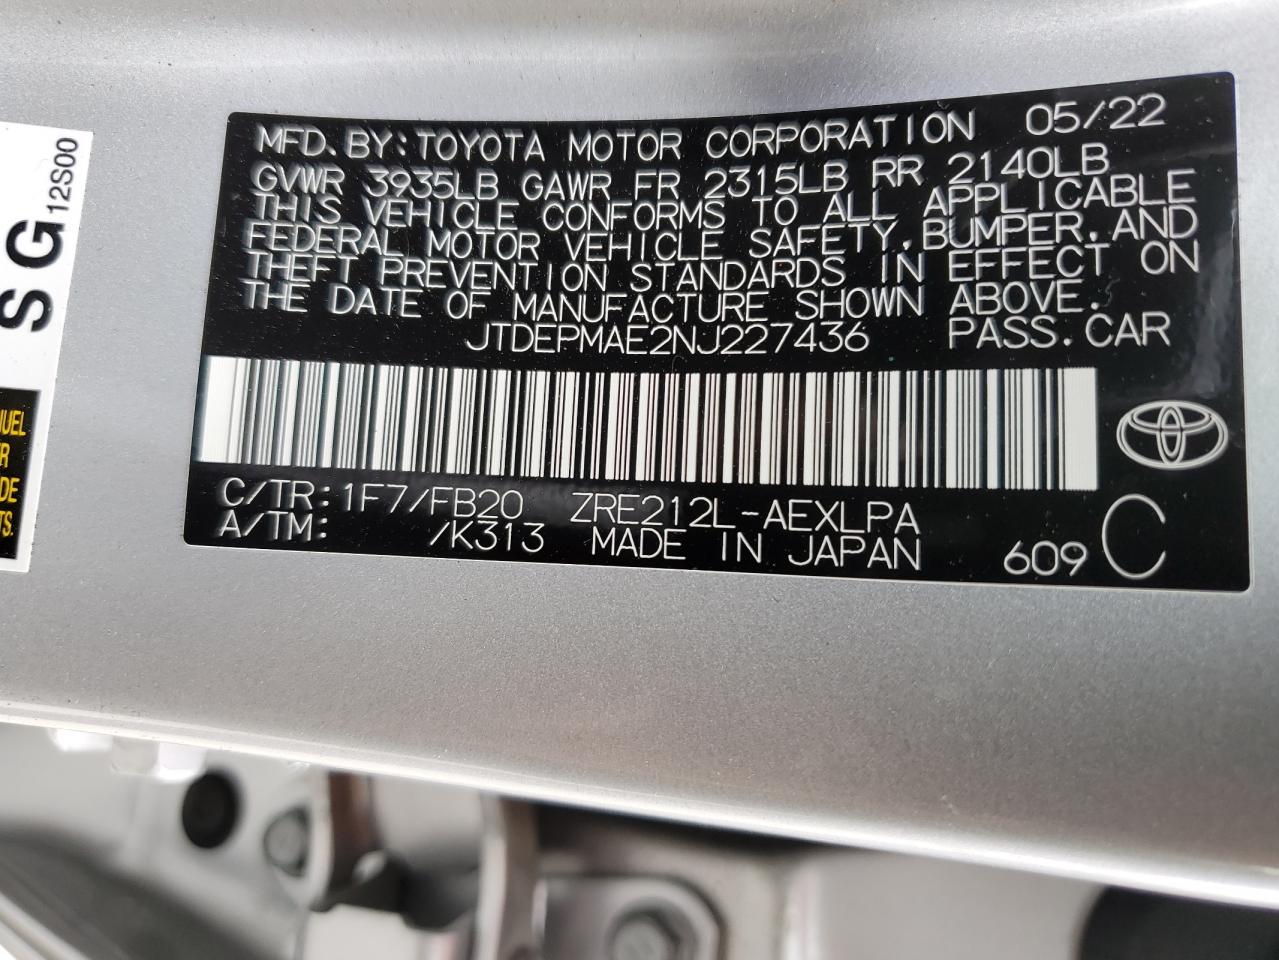 MFD.BY:TOYOTA MOTOR CORPORATION 05/22
GVWR 3935LB GAWR FR 2315LB RR 2140LB
THIS VEHICLE CONFORMS TO ALL APPLICABLE
FEDERAL MOTOR VEHICLE SAFETY,BUMPER,AND
THEFT PREVENTION STANDARDS IN EFFECT ON
THE DATE OF MANUFACTURE SHOWN ABOVE.
JTDEPMAE2NJ227436 PASS.CAR
C/TR:1F7/FB20 ZRE212L-AEXLPA
A/TM: /K313 MADE IN JAPAN 609 C
SG 12S00